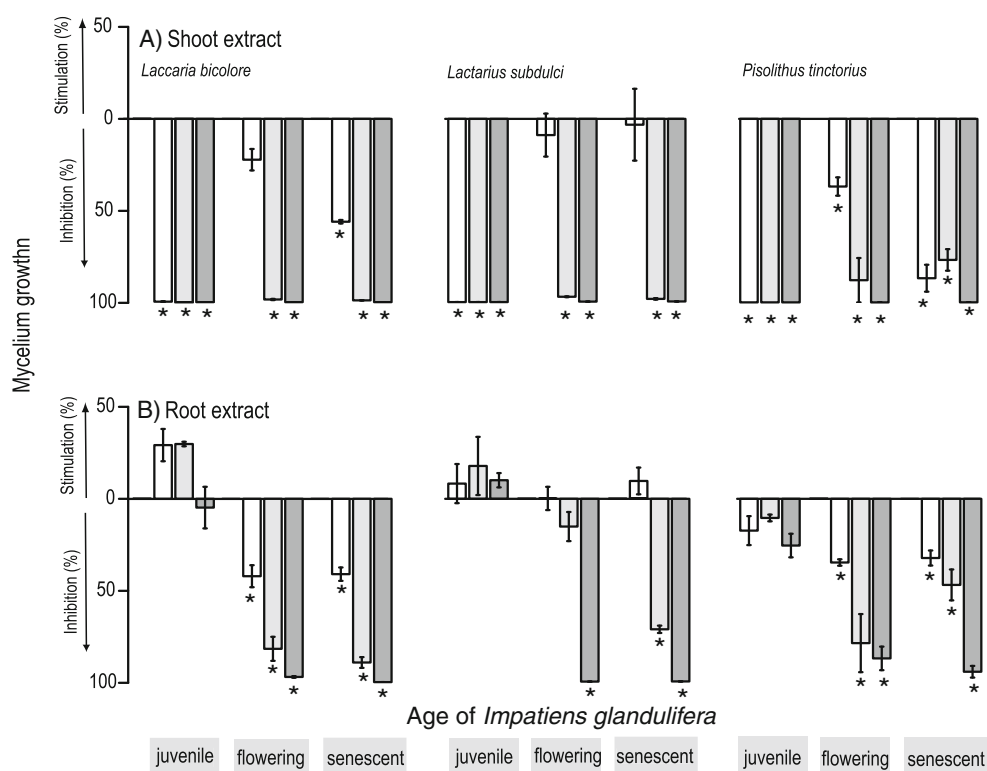 A) Shoot extract
Laccaria bicolore
Lactarius subdulci
Pisolithus tinctorius
Stimulation (%)
Inhibition (%)
50
0
50
100
* * * * * * * *
* * * * * * *
* * * * * * * * *
Mycelium growthn
B) Root extract
Stimulation (%)
Inhibition (%)
50
0
50
100
* * * * * *
* * *
* * * * * *
Age of Impatiens glandulifera
juvenile flowering senescent juvenile flowering senescent juvenile flowering senescent